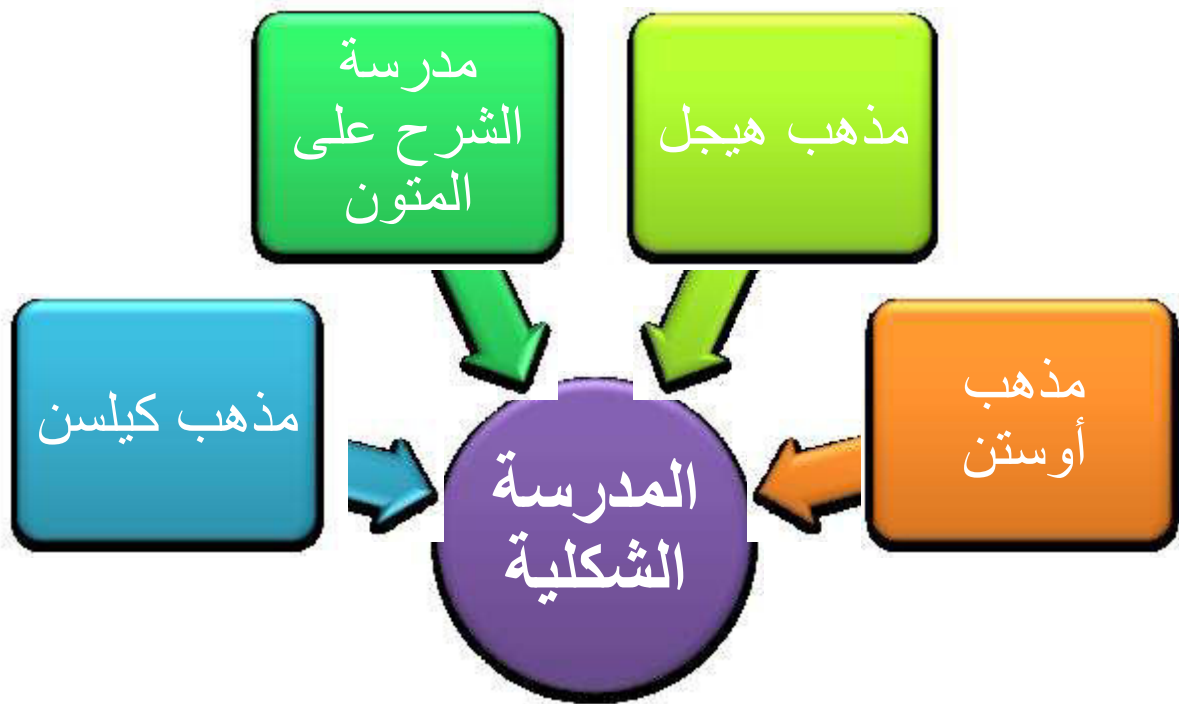 مدرسة
الشرح على
المتون
مذهب هيجل
مذهب
أوستن
مذهب كيلسن
المدرسة
الشكلية